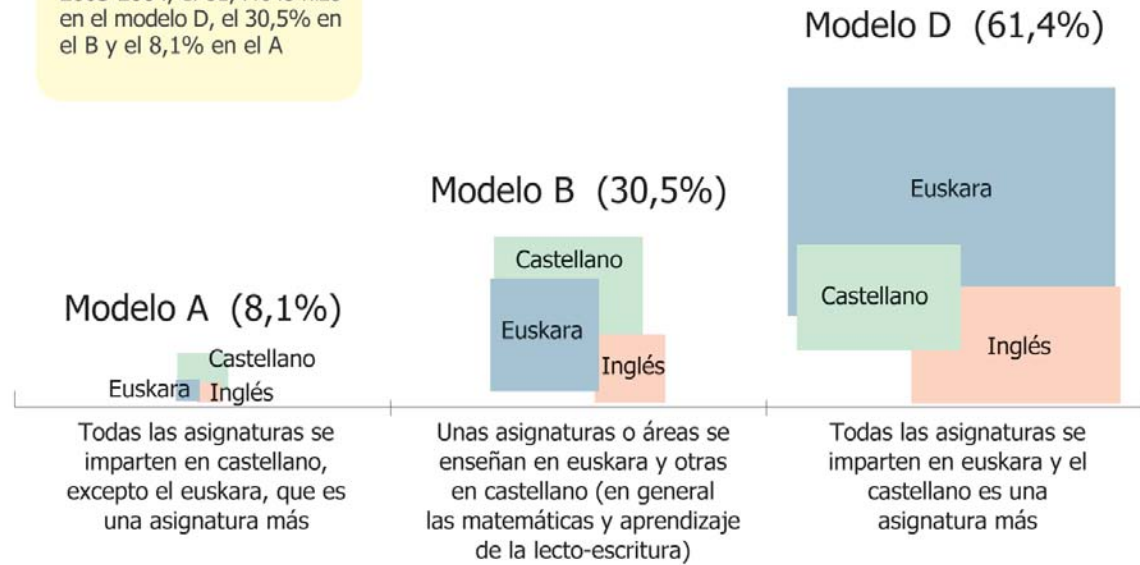 en el modelo D, el 30,5% en
el B y el 8,1% en el A
Modelo D (61,4%)
Euskara
Castellano
Inglés
Modelo B (30,5%)
Castellano
Euskara
Inglés
Modelo A (8,1%)
Castellano
Euskara
Inglés
Todas las asignaturas se
imparten en castellano,
excepto el euskara, que es
una asignatura más
Unas asignaturas o áreas se
enseñan en euskara y otras
en castellano (en general
las matemáticas y aprendizaje
de la lecto-escritura)
Todas las asignaturas se
imparten en euskara y el
castellano es una
asignatura más